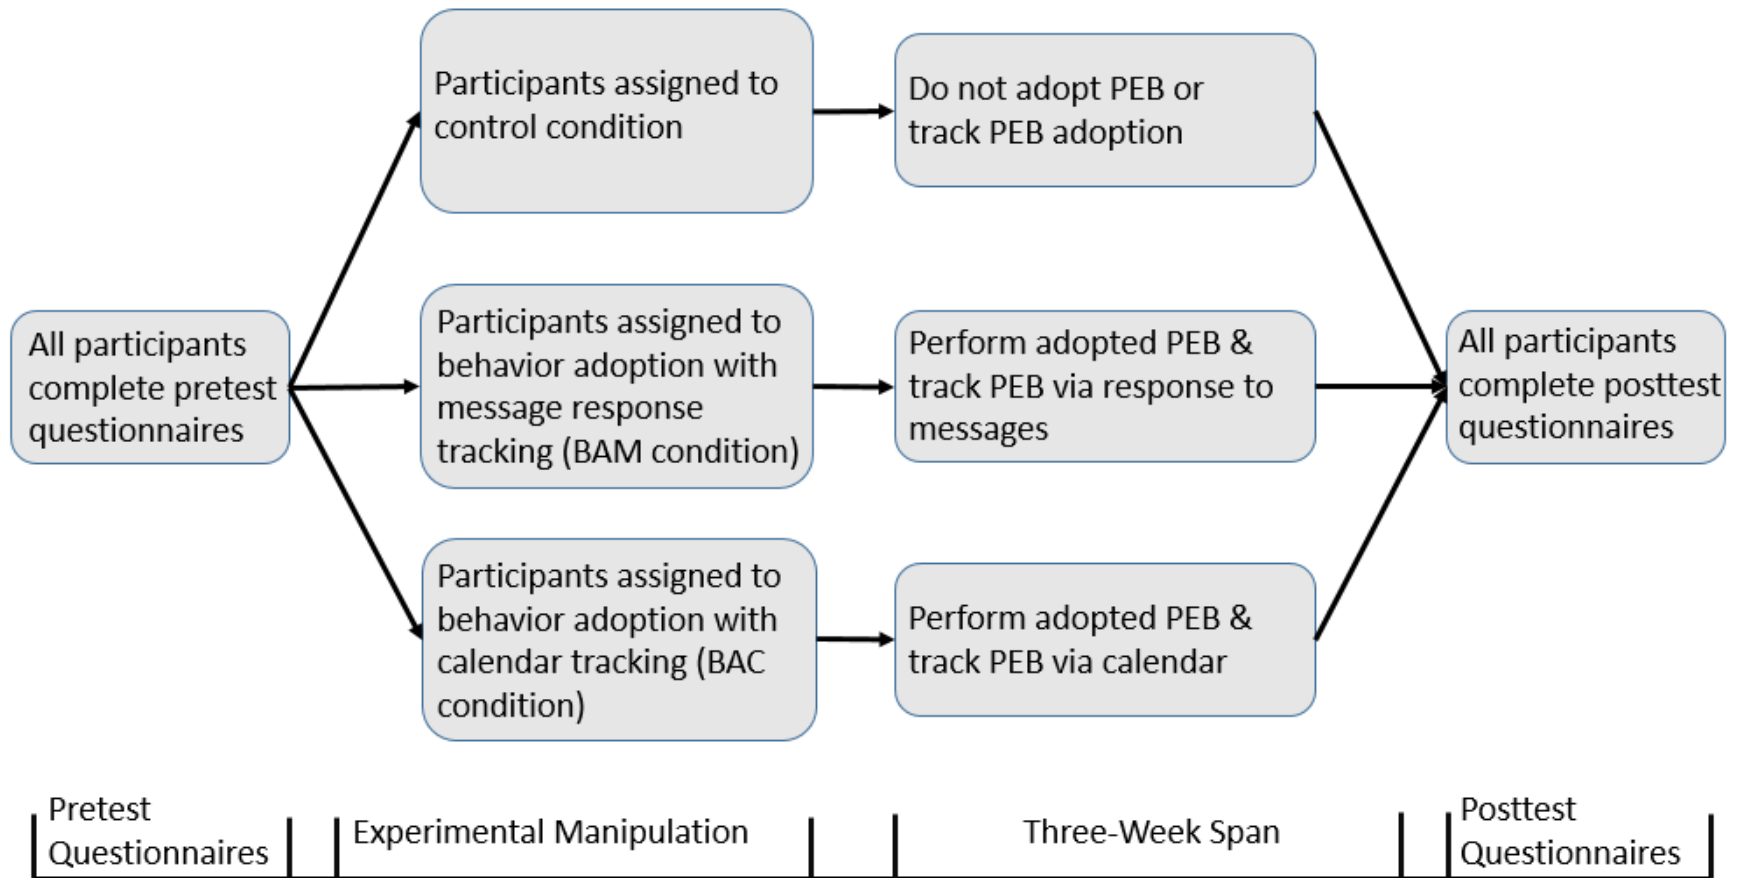 All participants
complete pretest
questionnaires
Participants assigned to
control condition
Do not adopt PEB or
track PEB adoption
Participants assigned to
behavior adoption with
message response
tracking (BAM condition)
Perform adopted PEB &
track PEB via response to
messages
Participants assigned to
behavior adoption with
calendar tracking (BAC
condition)
Perform adopted PEB &
track PEB via calendar
All participants
complete posttest
questionnaires
Pretest
Questionnaires
Experimental Manipulation
Three-Week Span
Posttest
Questionnaires